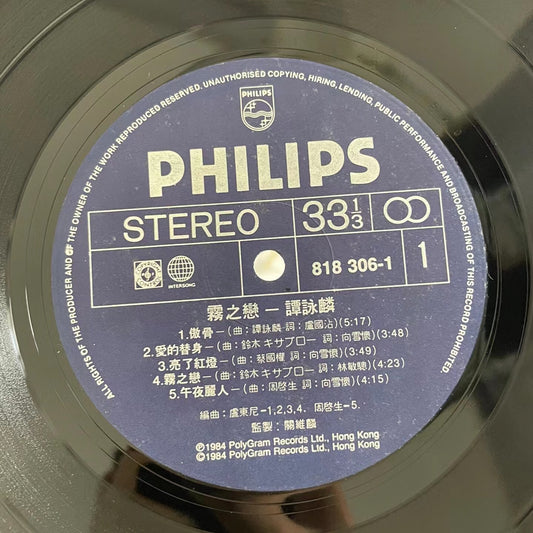 ALL RIGHTS OF THE PRODUCER AND OF THE OWNER OF THE WORK REPRODUCED RESERVED. UNAUTHORISED COPYING, HIRING, LENDING, PUBLIC PERFORMANCE AND BROADCASTING OF THIS RECORD PROHIBITED
PHILIPS
PHILIPS
STEREO 33 1/3
INTERSONG 818 306-1 1
霧之戀 — 譚詠麟
1.傲骨—(曲：譚詠麟 詞：盧國沾)(5:17)
2.愛的替身—(曲：鈴木キサブロー 詞：向雪懷)(3:48)
3.亮了紅燈—(曲：蔡國權 詞：向雪懷)(3:49)
4.霧之戀—(曲：鈴木キサブロー 詞：林敏驄)(4:23)
5.午夜麗人—(曲：周啓生 詞：向雪懷)(4:15)
編曲：盧東尼—1,2,3,4. 周啓生—5.
監製：關維麟
℗1984 PolyGram Records Ltd., Hong Kong
©1984 PolyGram Records Ltd., Hong Kong